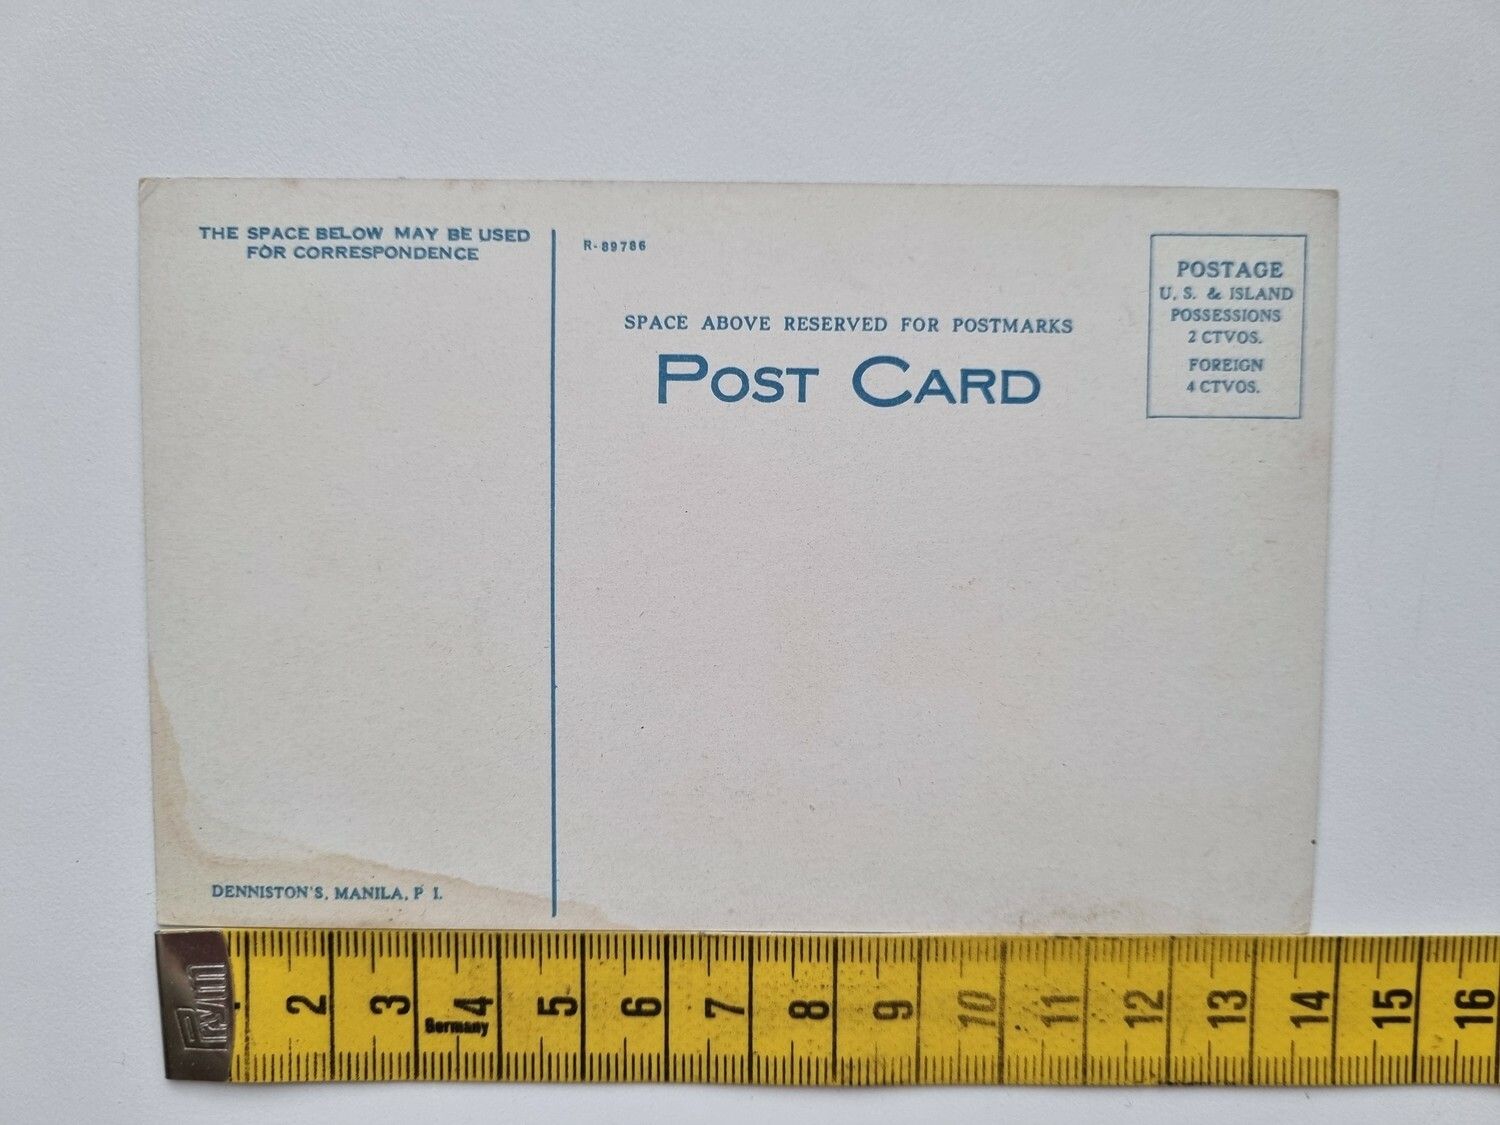 THE SPACE BELOW MAY BE USED
FOR CORRESPONDENCE
R-89786
SPACE ABOVE RESERVED FOR POSTMARKS
POST CARD
POSTAGE
U. S. & ISLAND
POSSESSIONS
2 CTVOS.
FOREIGN
4 CTVOS.
DENNISTON'S, MANILA, P I.
2 3 4 5 6 7 8 9 10 11 12 13 14 15 16
Germany